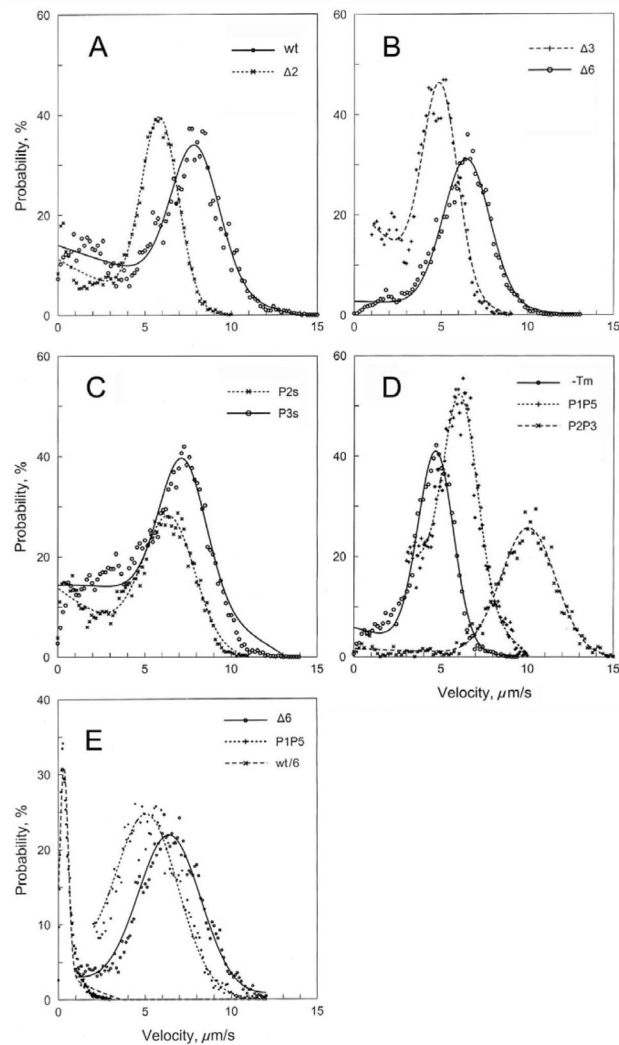 A
wt
Δ2
Probability, %
60
40
20
0
0 5 10 15
B
Δ3
Δ6
Probability, %
60
40
20
0
0 5 10 15
C
P2s
P3s
Probability, %
60
40
20
0
0 5 10 15
D
-Tm
P1P5
P2P3
Probability, %
60
40
20
0
0 5 10 15
Velocity, μm/s
E
Δ6
P1P5
wt/6
Probability, %
40
30
20
10
0
0 5 10 15
Velocity, μm/s